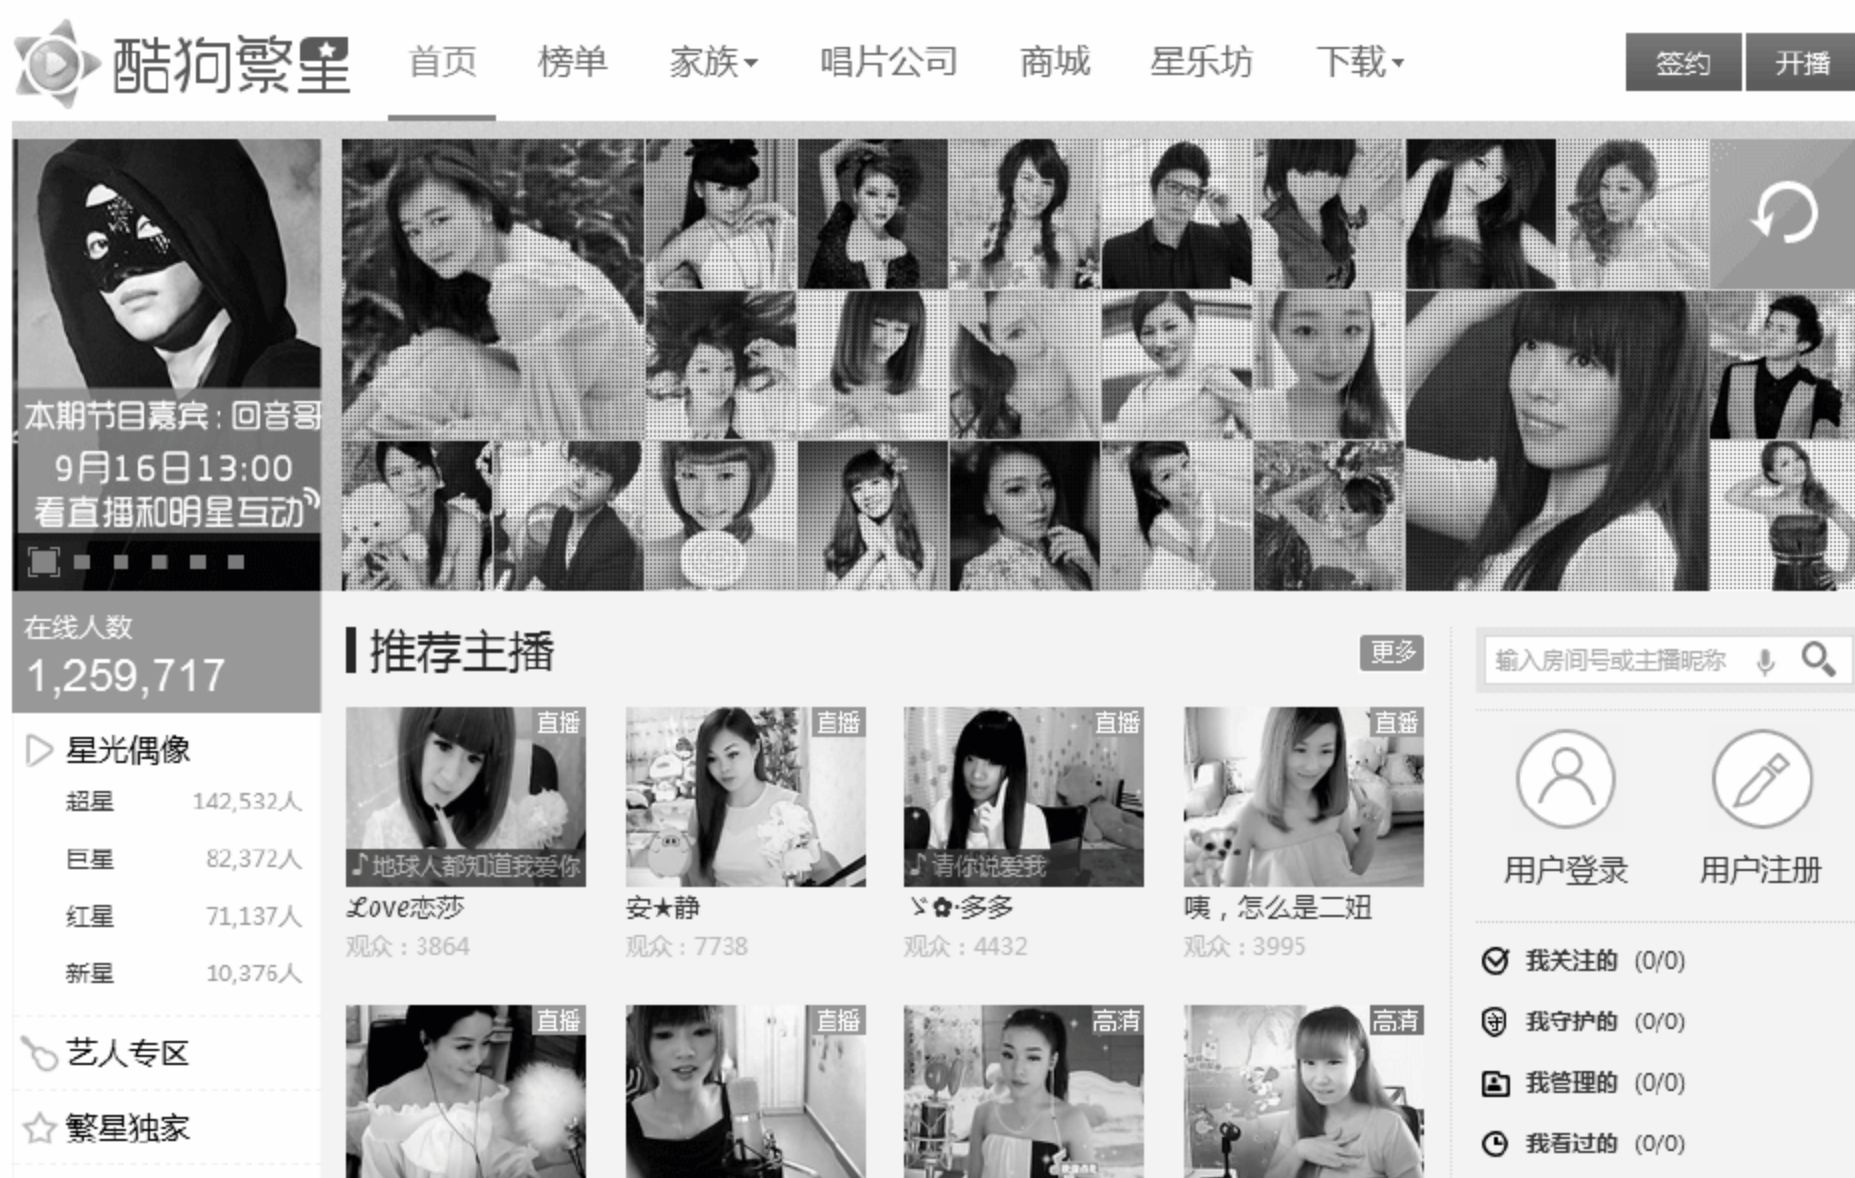 酷狗繁星
首页 榜单 家族 唱片公司 商城 星乐坊 下载
签约 开播
本期节目嘉宾:回音哥
9月16日13:00
看直播和明星互动
在线人数
1,259,717
星光偶像
超星 142,532人
巨星 82,372人
红星 71,137人
新星 10,376人
艺人专区
繁星独家
推荐主播
更多
直播 直播 直播 直播
♪地球人都知道我爱你
♪请你说爱我
Love恋莎 安★静 ゞ✿·多多 咦，怎么是二妞
观众：3864 观众：7738 观众：4432 观众：3995
直播 直播 高清 高清
输入房间号或主播昵称
用户登录 用户注册
我关注的 (0/0)
守 我守护的 (0/0)
我管理的 (0/0)
我看过的 (0/0)